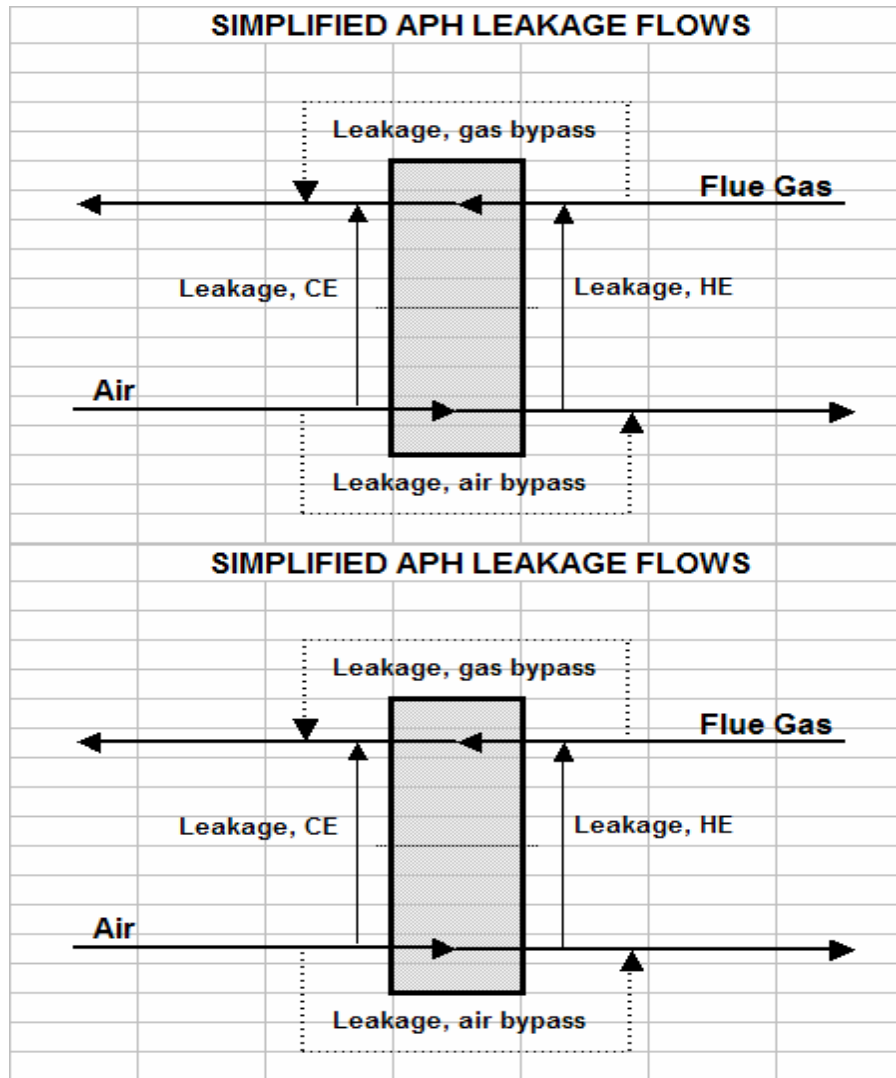 SIMPLIFIED APH LEAKAGE FLOWS
Leakage, gas bypass
Flue Gas
Leakage, CE
Leakage, HE
Air
Leakage, air bypass
SIMPLIFIED APH LEAKAGE FLOWS
Leakage, gas bypass
Flue Gas
Leakage, CE
Leakage, HE
Air
Leakage, air bypass